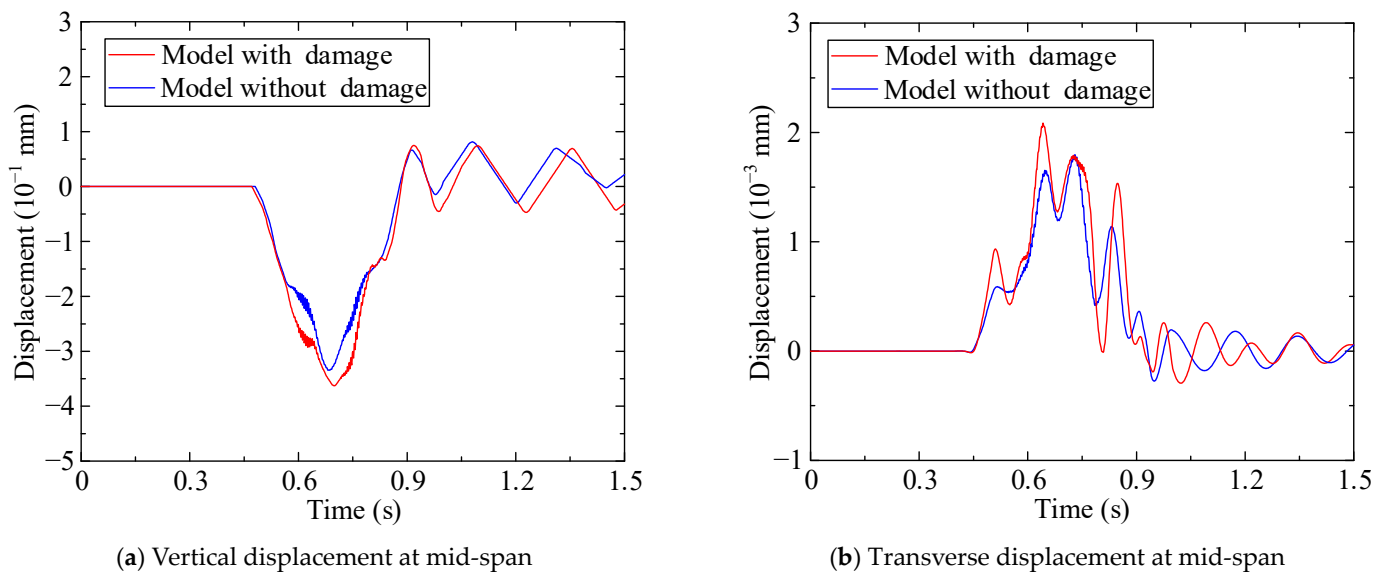 3
2
1
0
−1
−2
−3
−4
−5
Displacement (10⁻¹ mm)
Model with damage
Model without damage
0 0.3 0.6 0.9 1.2 1.5
Time (s)
(a) Vertical displacement at mid-span
3
2
1
0
−1
Displacement (10⁻³ mm)
Model with damage
Model without damage
0 0.3 0.6 0.9 1.2 1.5
Time (s)
(b) Transverse displacement at mid-span